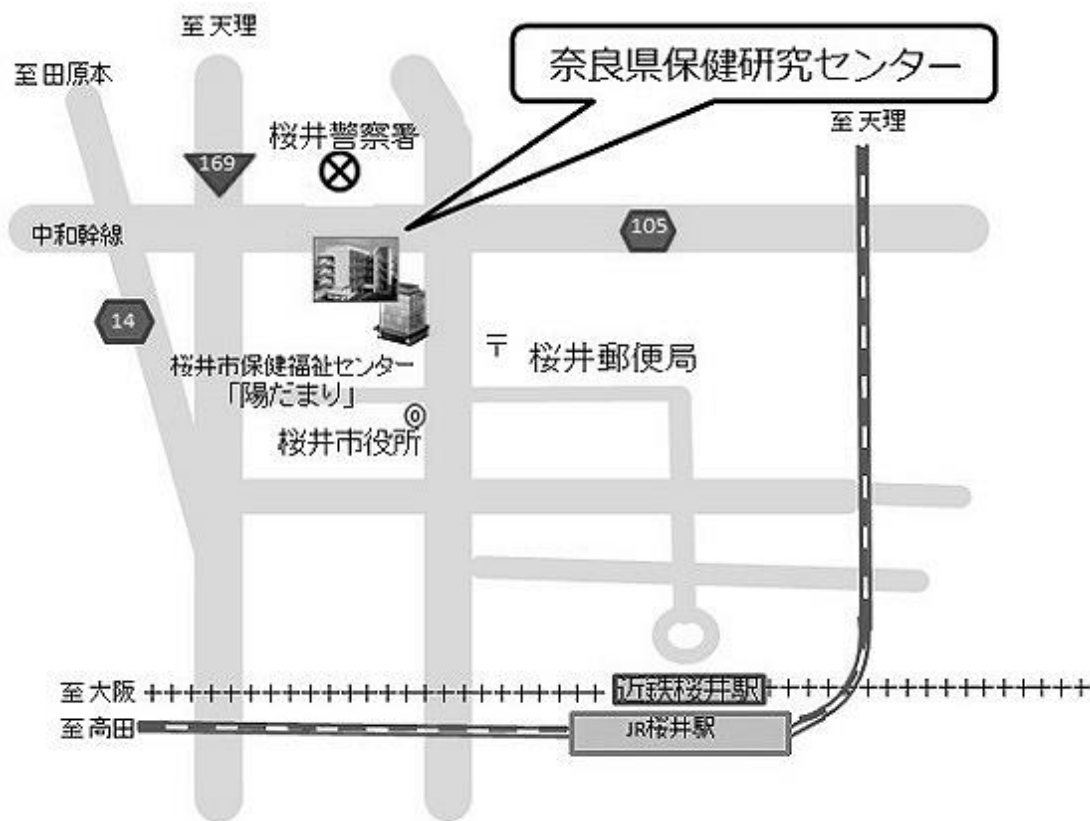 至天理
至田原本
奈良県保健研究センター
至天理
桜井警察署
169
105
中和幹線
14
〒 桜井郵便局
桜井市保健福祉センター
「陽だまり」
桜井市役所
至大阪
近鉄桜井駅
至高田
JR桜井駅